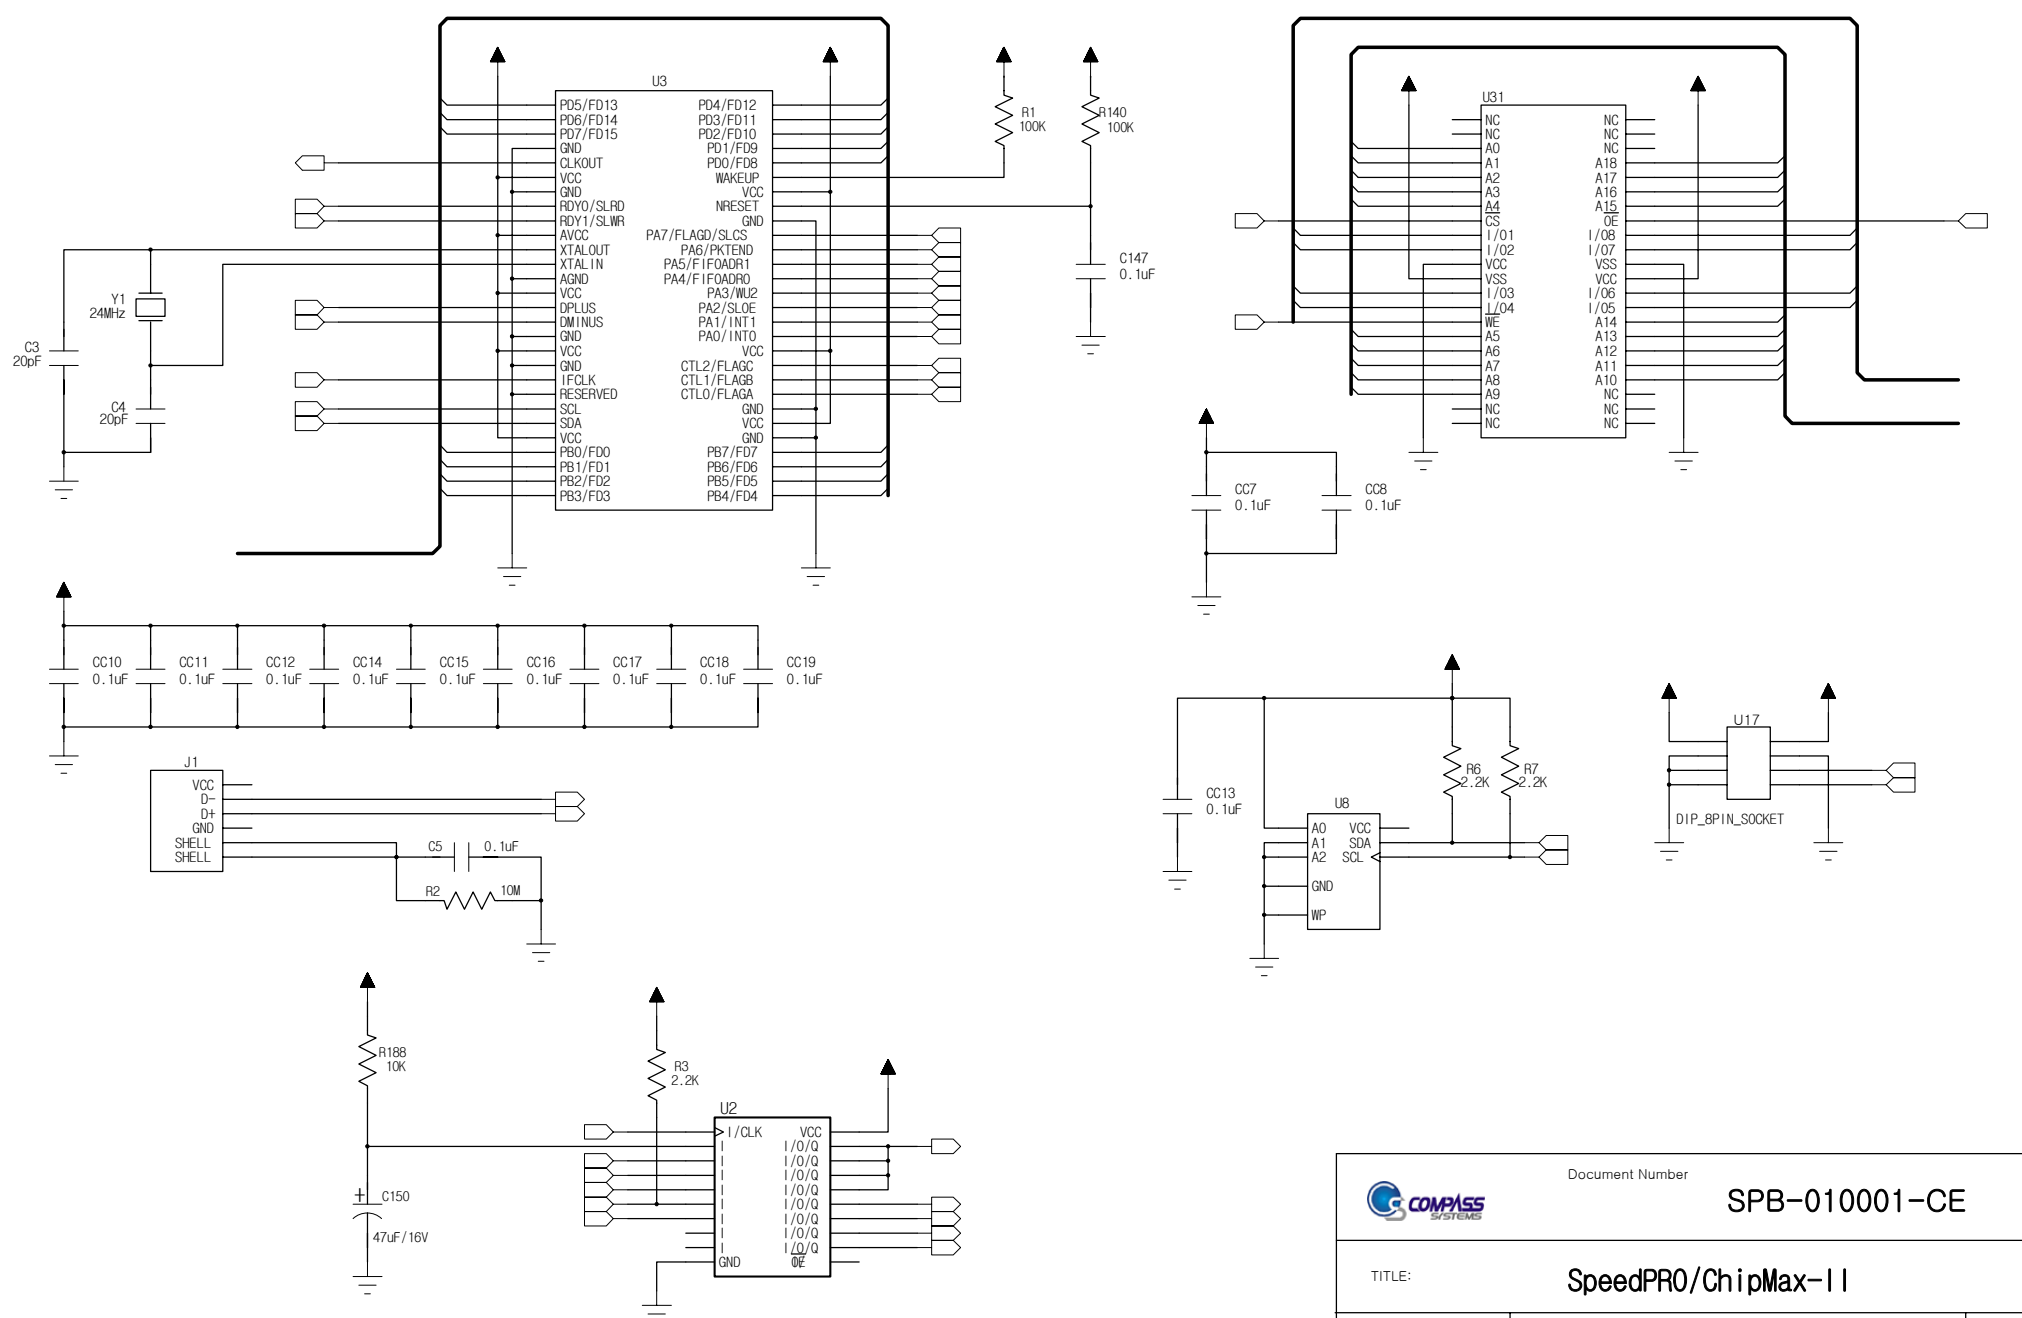 U3
PD5/FD13
PD6/FD14
PD7/FD15
GND
CLKOUT
VCC
GND
RDY0/SLRD
RDY1/SLWR
AVCC
XTALOUT
XTALIN
AGND
VCC
DPLUS
DMINUS
GND
VCC
GND
IFCLK
RESERVED
SCL
SDA
VCC
PB0/FD0
PB1/FD1
PB2/FD2
PB3/FD3
PD4/FD12
PD3/FD11
PD2/FD10
PD1/FD9
PD0/FD8
WAKEUP
VCC
NRESET
GND
PA7/FLAGD/SLCS
PA6/PKTEND
PA5/FIFOADR1
PA4/FIFOADR0
PA3/WU2
PA2/SLOE
PA1/INT1
PA0/INT0
VCC
CTL2/FLAGC
CTL1/FLAGB
CTL0/FLAGA
GND
VCC
GND
PB7/FD7
PB6/FD6
PB5/FD5
PB4/FD4
R1
100K
R140
100K
C147
0.1uF
Y1
24MHz
C3
20pF
C4
20pF
U31
NC
NC
A0
A1
A2
A3
A4
CS
I/O1
I/O2
VCC
VSS
I/O3
I/O4
WE
A5
A6
A7
A8
A9
NC
NC
NC
NC
NC
A18
A17
A16
A15
OE
I/O8
I/O7
VSS
VCC
I/O6
I/O5
A14
A13
A12
A11
A10
NC
NC
NC
CC7
0.1uF
CC8
0.1uF
CC10
0.1uF
CC11
0.1uF
CC12
0.1uF
CC14
0.1uF
CC15
0.1uF
CC16
0.1uF
CC17
0.1uF
CC18
0.1uF
CC19
0.1uF
J1
VCC
D-
D+
GND
SHELL
SHELL
C5 0.1uF
R2 10M
CC13
0.1uF
R6
2.2K
R7
2.2K
U8
A0 VCC
A1 SDA
A2 SCL
GND
WP
U17
DIP_8PIN_SOCKET
R188
10K
C150
+
47uF/16V
R3
2.2K
U2
I/CLK
I
I
I
I
I
I
I
I
GND
VCC
I/O/Q
I/O/Q
I/O/Q
I/O/Q
I/O/Q
I/O/Q
I/O/Q
I/O/Q
COMPASS
SYSTEMS
Document Number
SPB-010001-CE
TITLE:
SpeedPRO/ChipMax-II